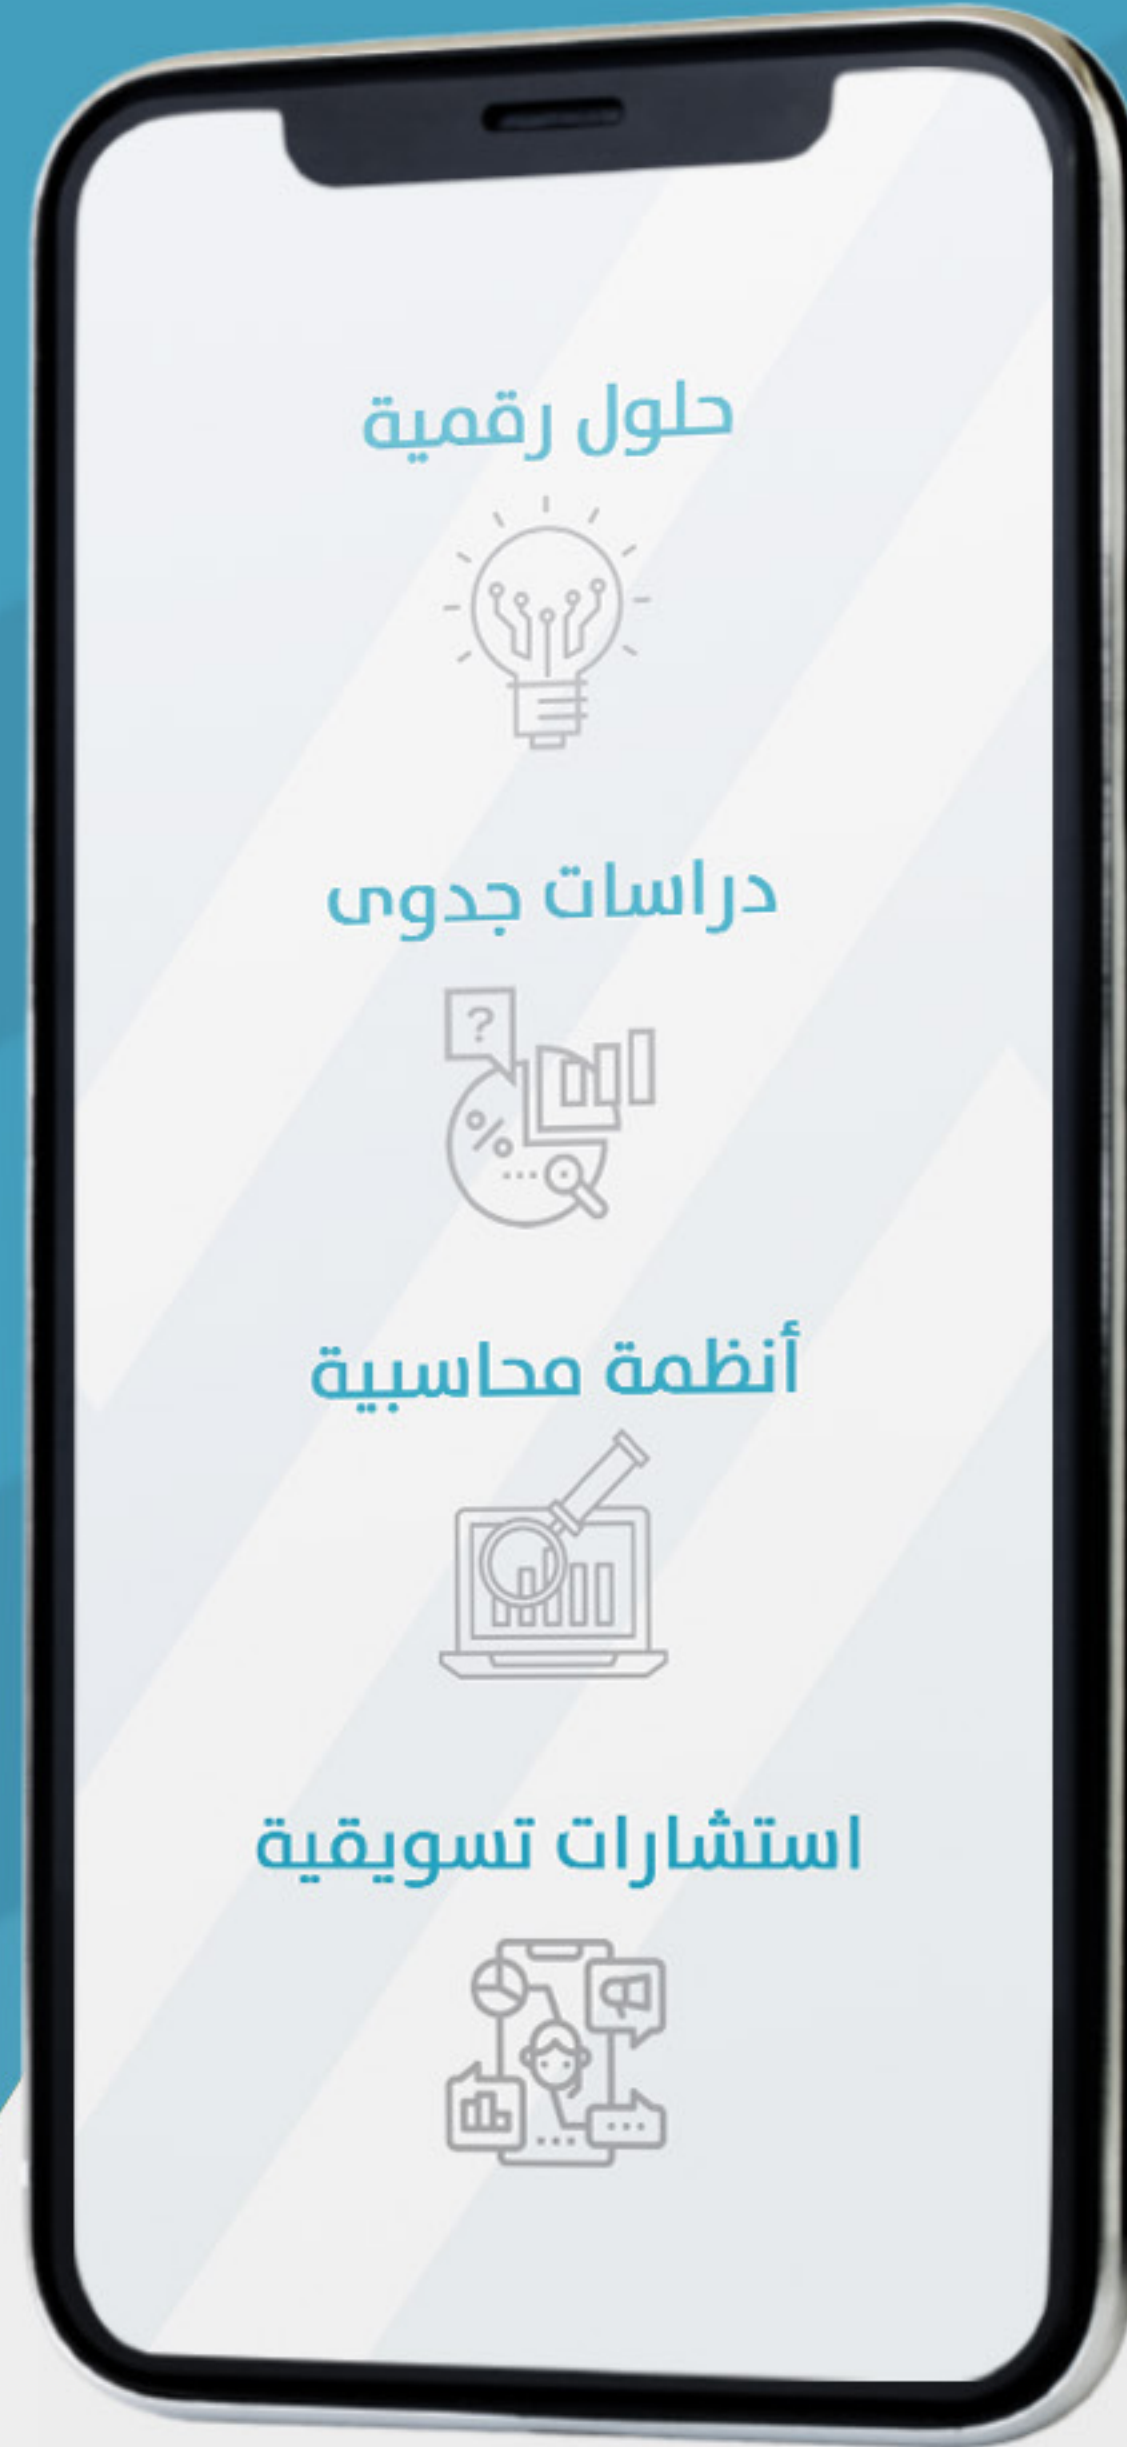 حلول رقمية
دراسات جدوى
?
%
أنظمة محاسبية
استشارات تسويقية